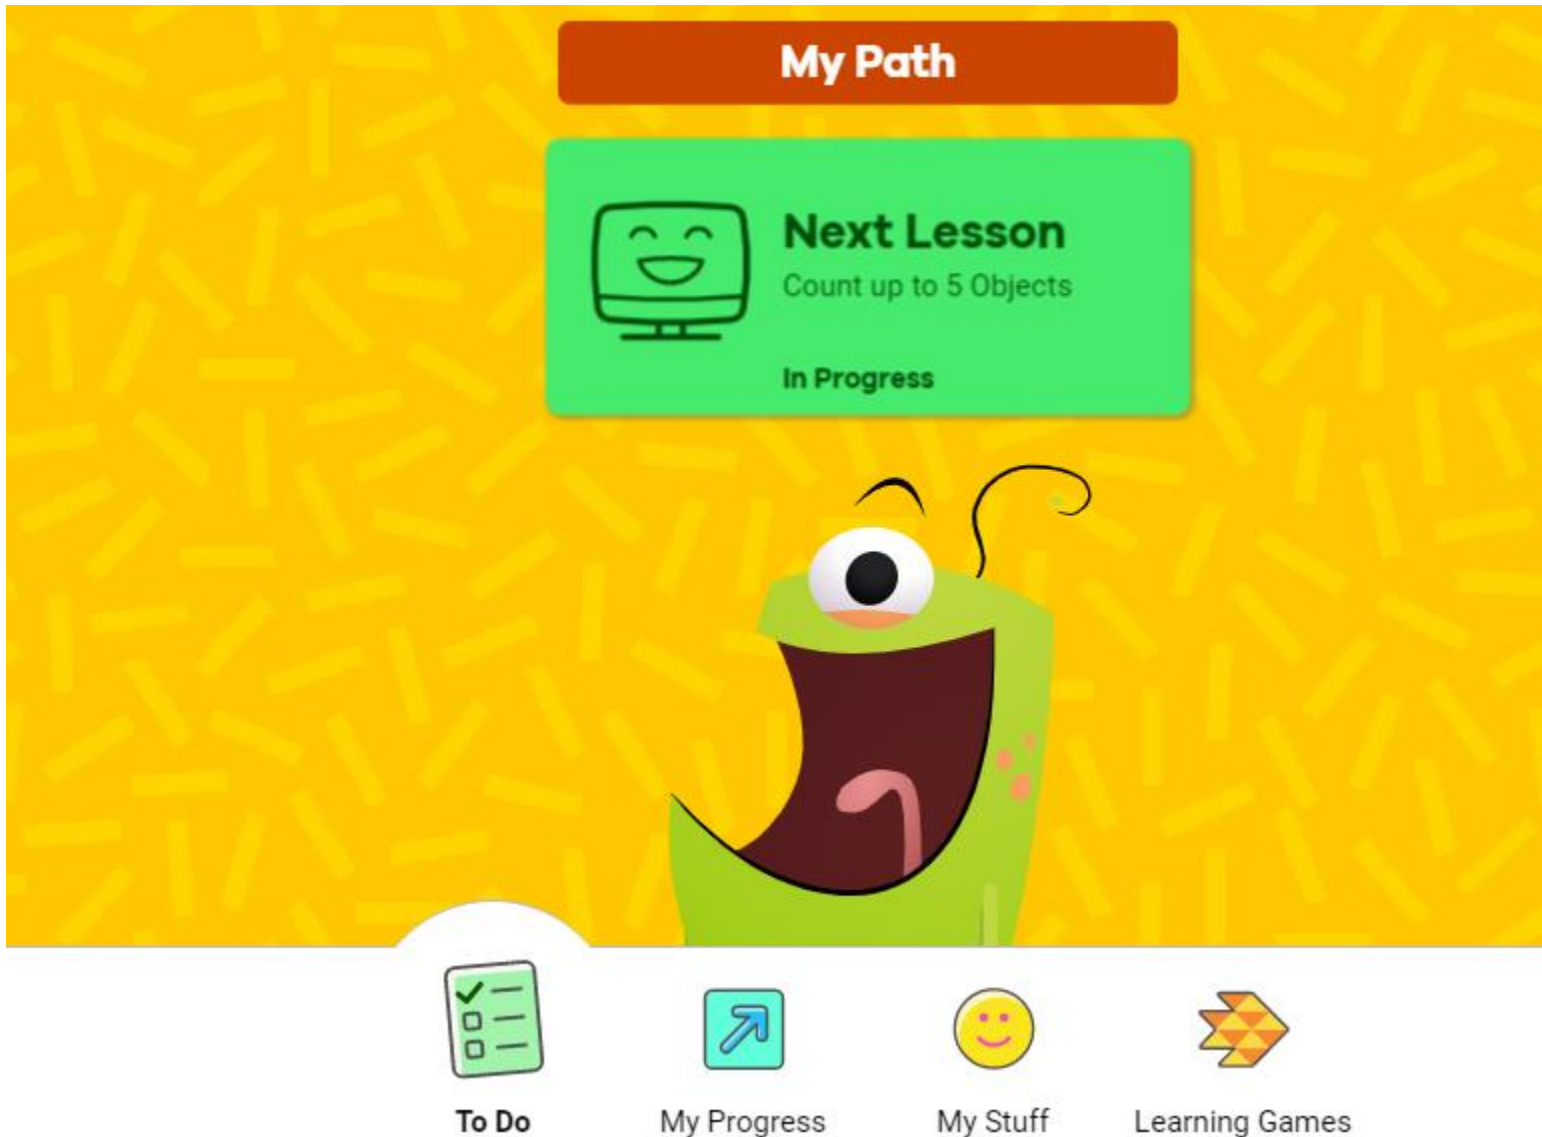 My Path
Next Lesson
Count up to 5 Objects
In Progress
To Do
My Progress
My Stuff
Learning Games